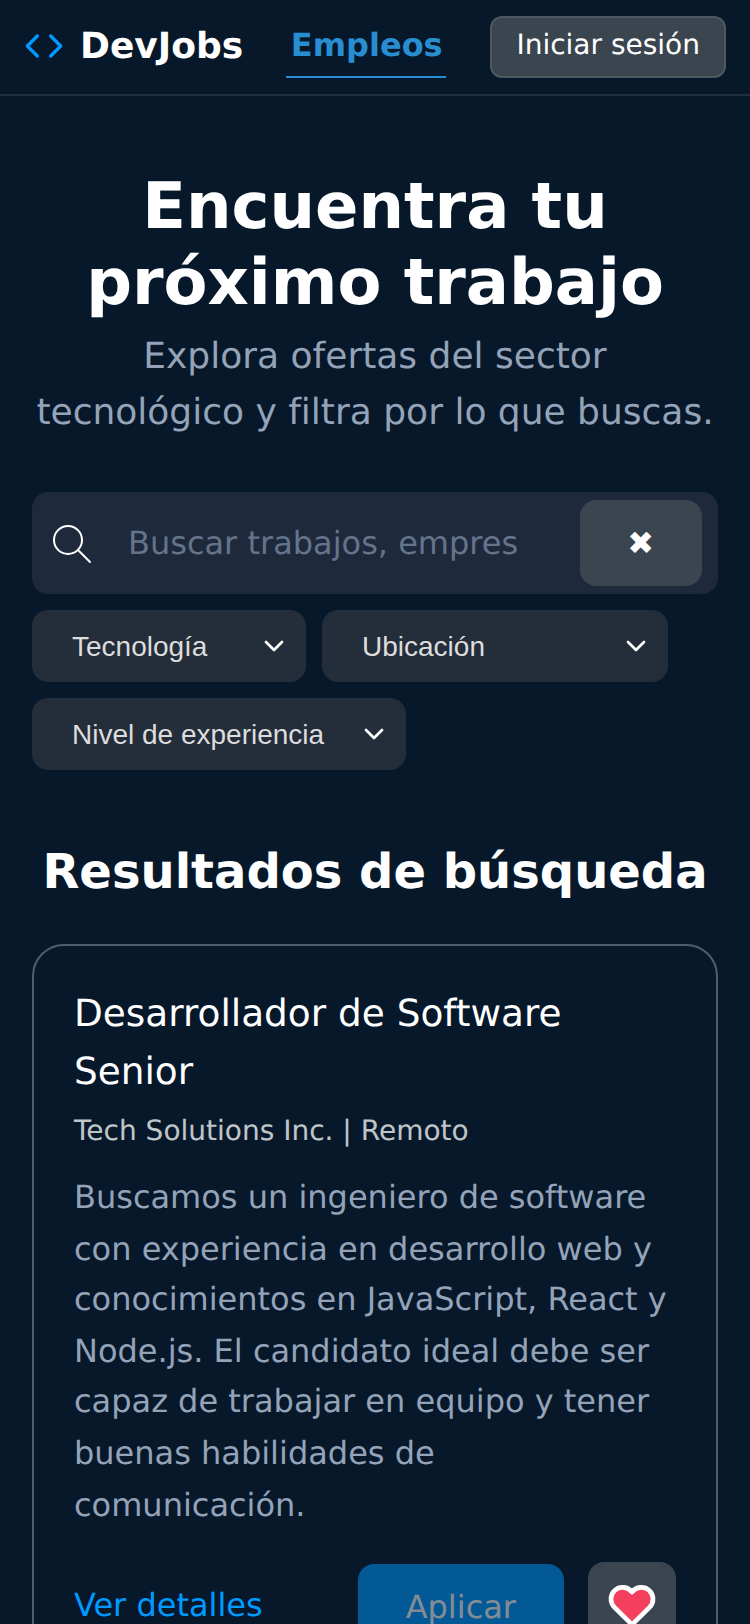 DevJobs Empleos Iniciar sesión
Encuentra tu
próximo trabajo
Explora ofertas del sector
tecnológico y filtra por lo que buscas.
Buscar trabajos, empres
Tecnología Ubicación
Nivel de experiencia
Resultados de búsqueda
Desarrollador de Software
Senior
Tech Solutions Inc. | Remoto
Buscamos un ingeniero de software
con experiencia en desarrollo web y
conocimientos en JavaScript, React y
Node.js. El candidato ideal debe ser
capaz de trabajar en equipo y tener
buenas habilidades de
comunicación.
Ver detalles Aplicar